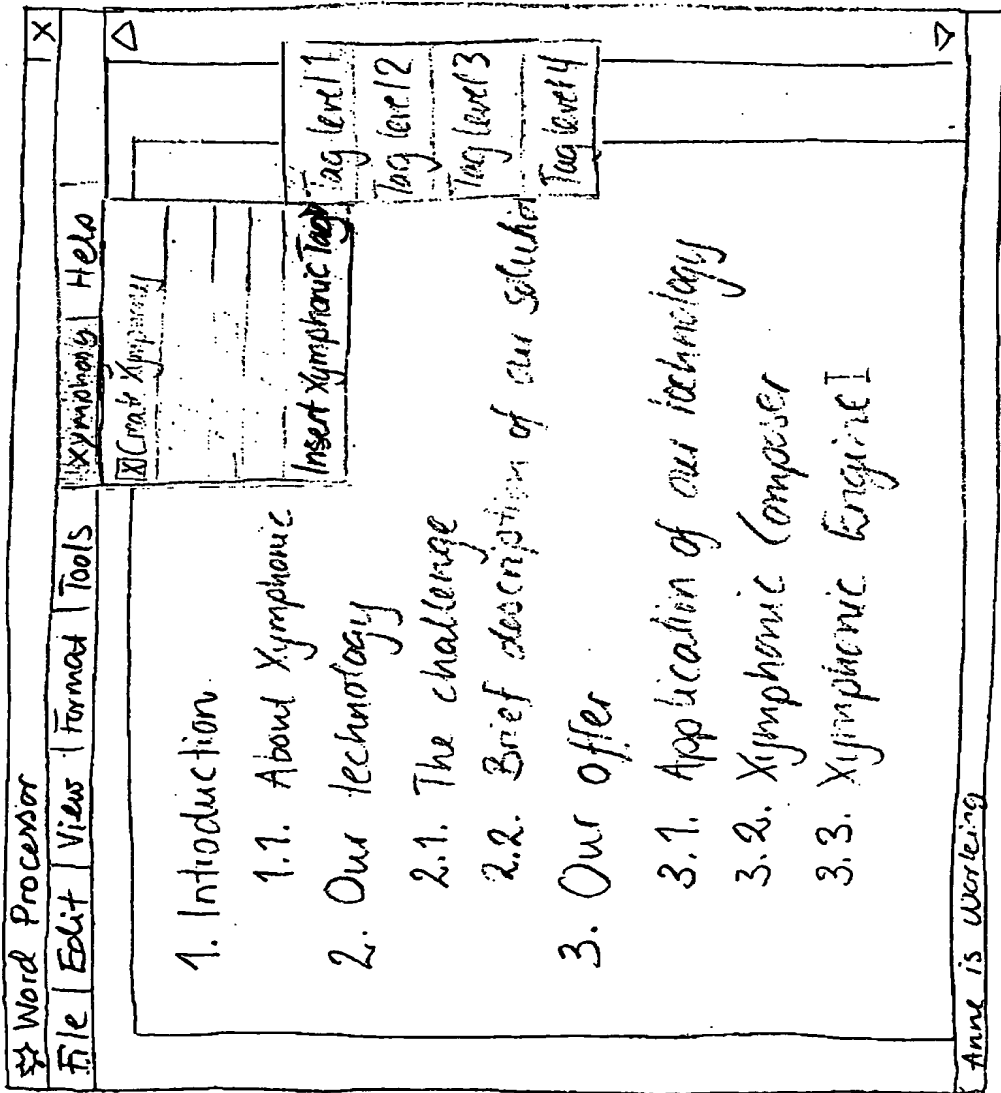 Word Processor X
File Edit View Format Tools Xymphony Help
Creat Xymphony
Insert Xymphonic Tag
Tag level 1
Tag level 2
Tag level 3
Tag level 4
1. Introduction
1.1. About Xymphonic
2. Our technology
2.1. The challenge
2.2. Brief description of our solution
3. Our offer
3.1. Application of our technology
3.2. Xymphonic Composer
3.3. Xymphonic Engine
Anne is working